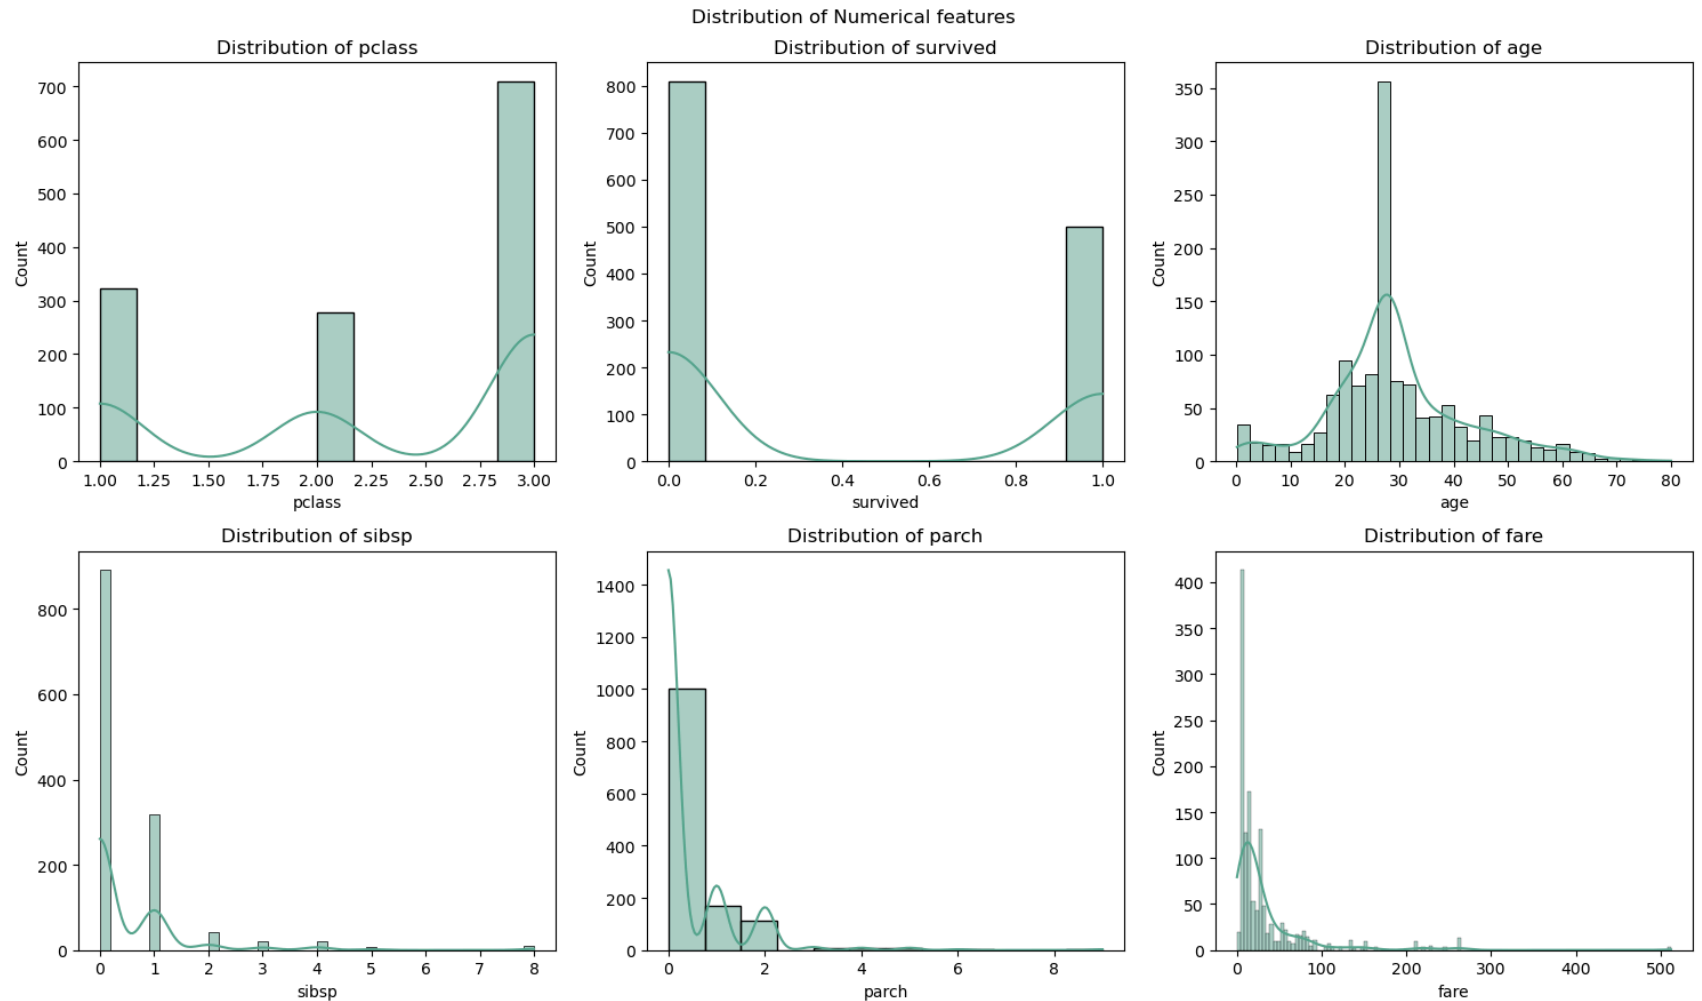 Distribution of Numerical features
Distribution of pclass
Count
700
600
500
400
300
200
100
0
1.00 1.25 1.50 1.75 2.00 2.25 2.50 2.75 3.00
pclass
Distribution of survived
Count
800
700
600
500
400
300
200
100
0
0.0 0.2 0.4 0.6 0.8 1.0
survived
Distribution of age
Count
350
300
250
200
150
100
50
0
0 10 20 30 40 50 60 70 80
age
Distribution of sibsp
Count
800
600
400
200
0
0 1 2 3 4 5 6 7 8
sibsp
Distribution of parch
Count
1400
1200
1000
800
600
400
200
0
0 2 4 6 8
parch
Distribution of fare
Count
400
350
300
250
200
150
100
50
0
0 100 200 300 400 500
fare